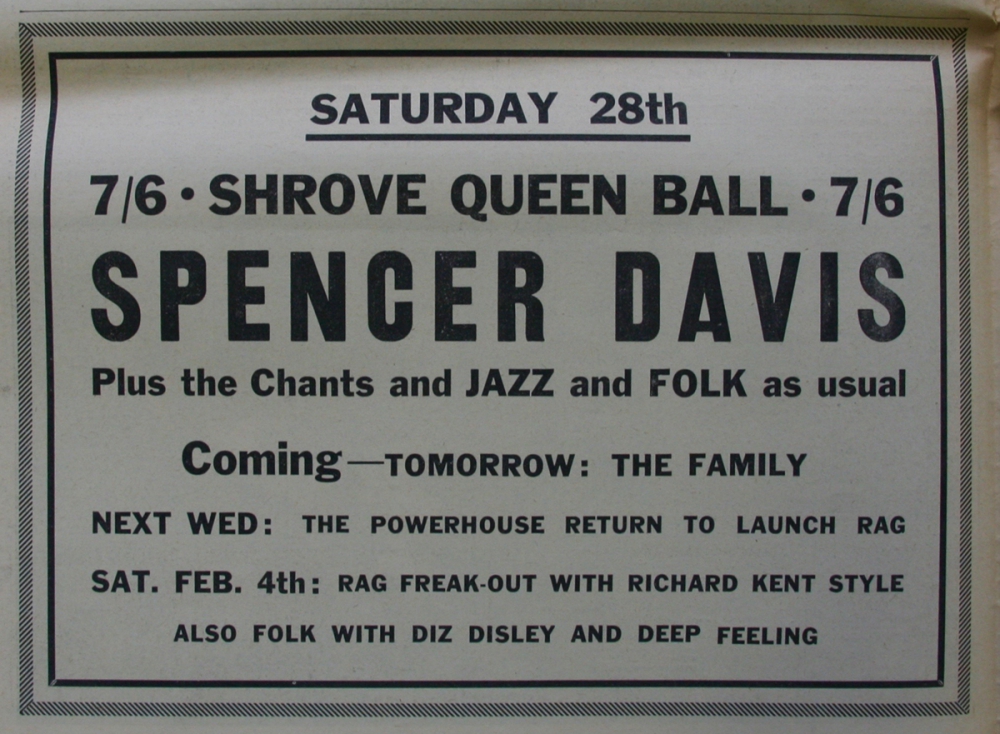 SATURDAY 28th
7/6 • SHROVE QUEEN BALL • 7/6
SPENCER DAVIS
Plus the Chants and JAZZ and FOLK as usual
Coming—TOMORROW: THE FAMILY
NEXT WED: THE POWERHOUSE RETURN TO LAUNCH RAG
SAT. FEB. 4th: RAG FREAK-OUT WITH RICHARD KENT STYLE
ALSO FOLK WITH DIZ DISLEY AND DEEP FEELING